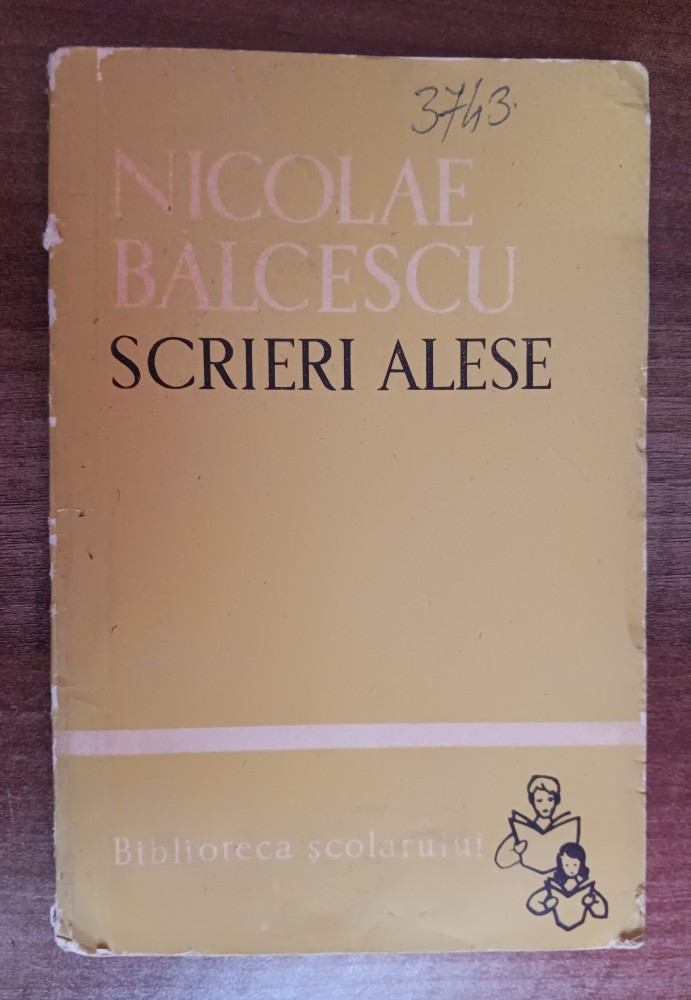 3743.
NICOLAE
BĂLCESCU
SCRIERI ALESE
Biblioteca școlarului